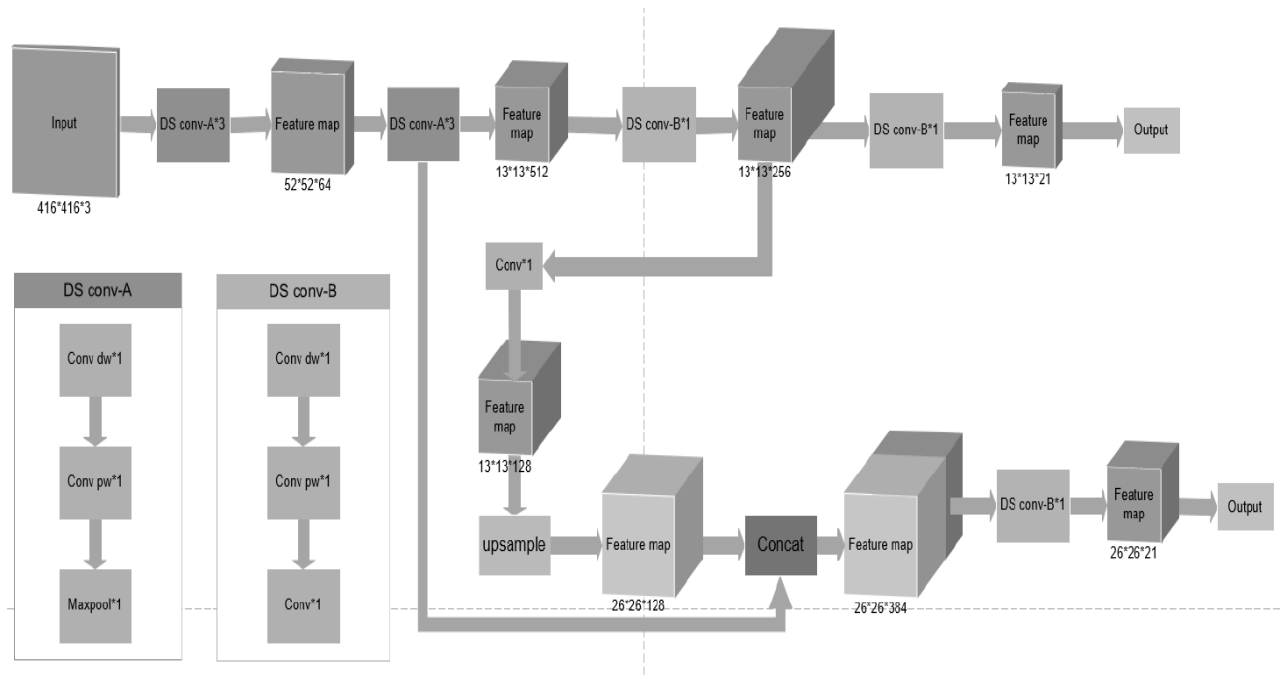 Input
416*416*3
DS conv-A*3
Feature map
52*52*64
DS conv-A*3
Feature
map
13*13*512
DS conv-B*1
Feature
map
13*13*256
DS conv-B*1
Feature
map
13*13*21
Output
DS conv-A
Conv dw*1
Conv pw*1
Maxpool*1
DS conv-B
Conv dw*1
Conv pw*1
Conv*1
Conv*1
Feature
map
13*13*128
upsample
Feature map
26*26*128
Concat
Feature map
26*26*384
DS conv-B*1
Feature
map
26*26*21
Output